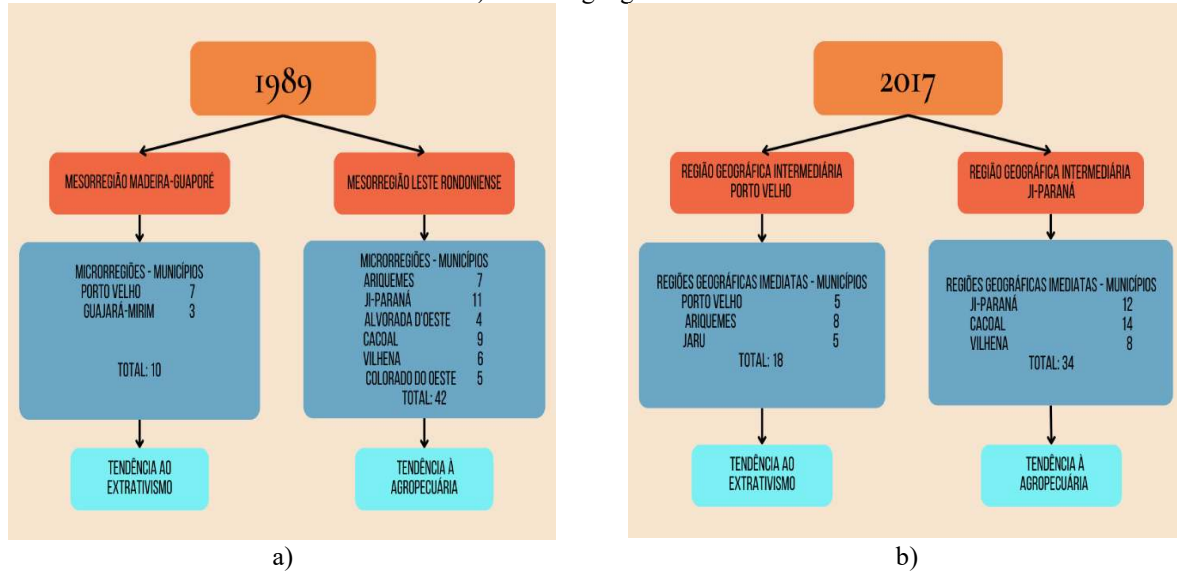 1989
MESORREGIÃO MADEIRA-GUAPORÉ
MICRORREGIÕES - MUNICÍPIOS
PORTO VELHO 7
GUAJARÁ-MIRIM 3
TOTAL: 10
TENDÊNCIA AO
EXTRATIVISMO
MESORREGIÃO LESTE RONDONIENSE
MICRORREGIÕES - MUNICÍPIOS
ARIQUEMES 7
JI-PARANÁ 11
ALVORADA D'OESTE 4
CACOAL 9
VILHENA 6
COLORADO DO OESTE 5
TOTAL: 42
TENDÊNCIA À
AGROPECUÁRIA
a)
2017
REGIÃO GEOGRÁFICA INTERMEDIÁRIA
PORTO VELHO
REGIÕES GEOGRÁFICAS IMEDIATAS - MUNICÍPIOS
PORTO VELHO 5
ARIQUEMES 8
JARU 5
TOTAL: 18
TENDÊNCIA AO
EXTRATIVISMO
REGIÃO GEOGRÁFICA INTERMEDIÁRIA
JI-PARANÁ
REGIÕES GEOGRÁFICAS IMEDIATAS - MUNICÍPIOS
JI-PARANÁ 12
CACOAL 14
VILHENA 8
TOTAL: 34
TENDÊNCIA À
AGROPECUÁRIA
b)